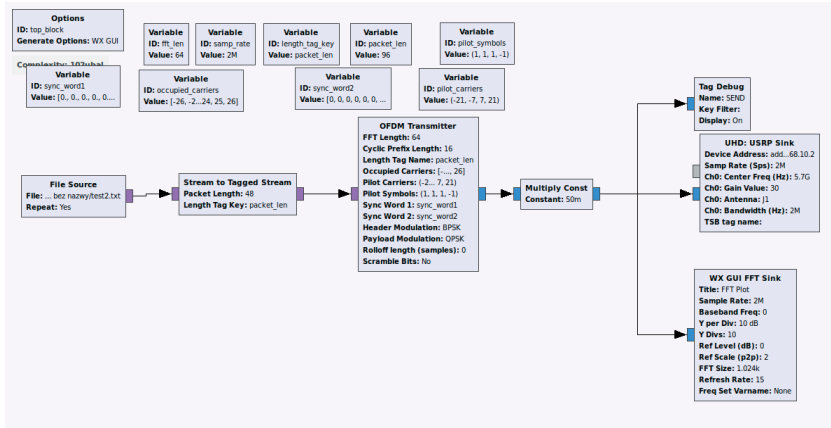 Options
ID: top_block
Generate Options: WX GUI
Variable
ID: fft_len
Value: 64
Variable
ID: samp_rate
Value: 2M
Variable
ID: length_tag_key
Value: packet_len
Variable
ID: packet_len
Value: 96
Variable
ID: pilot_symbols
Value: (1, 1, 1, -1)
Variable
ID: sync_word1
Value: [0., 0., 0., 0., 0....
Variable
ID: occupied_carriers
Value: [-26, -2...24, 25, 26]
Variable
ID: sync_word2
Value: [0, 0, 0, 0, 0, 0, ...
Variable
ID: pilot_carriers
Value: (-21, -7, 7, 21)
File Source
File: ... bez nazwy/test2.txt
Repeat: Yes
Stream to Tagged Stream
Packet Length: 48
Length Tag Key: packet_len
OFDM Transmitter
FFT Length: 64
Cyclic Prefix Length: 16
Length Tag Name: packet_len
Occupied Carriers: [-..., 26]
Pilot Carriers: (-2... 7, 21)
Pilot Symbols: (1, 1, 1, -1)
Sync Word 1: sync_word1
Sync Word 2: sync_word2
Header Modulation: BPSK
Payload Modulation: QPSK
Rolloff length (samples): 0
Scramble Bits: No
Multiply Const
Constant: 50m
Tag Debug
Name: SEND
Key Filter:
Display: On
UHD: USRP Sink
Device Address: add...68.10.2
Samp Rate (Sps): 2M
Ch0: Center Freq (Hz): 5.7G
Ch0: Gain Value: 30
Ch0: Antenna: J1
Ch0: Bandwidth (Hz): 2M
TSB tag name:
WX GUI FFT Sink
Title: FFT Plot
Sample Rate: 2M
Baseband Freq: 0
Y per Div: 10 dB
Y Divs: 10
Ref Level (dB): 0
Ref Scale (p2p): 2
FFT Size: 1.024k
Refresh Rate: 15
Freq Set Varname: None